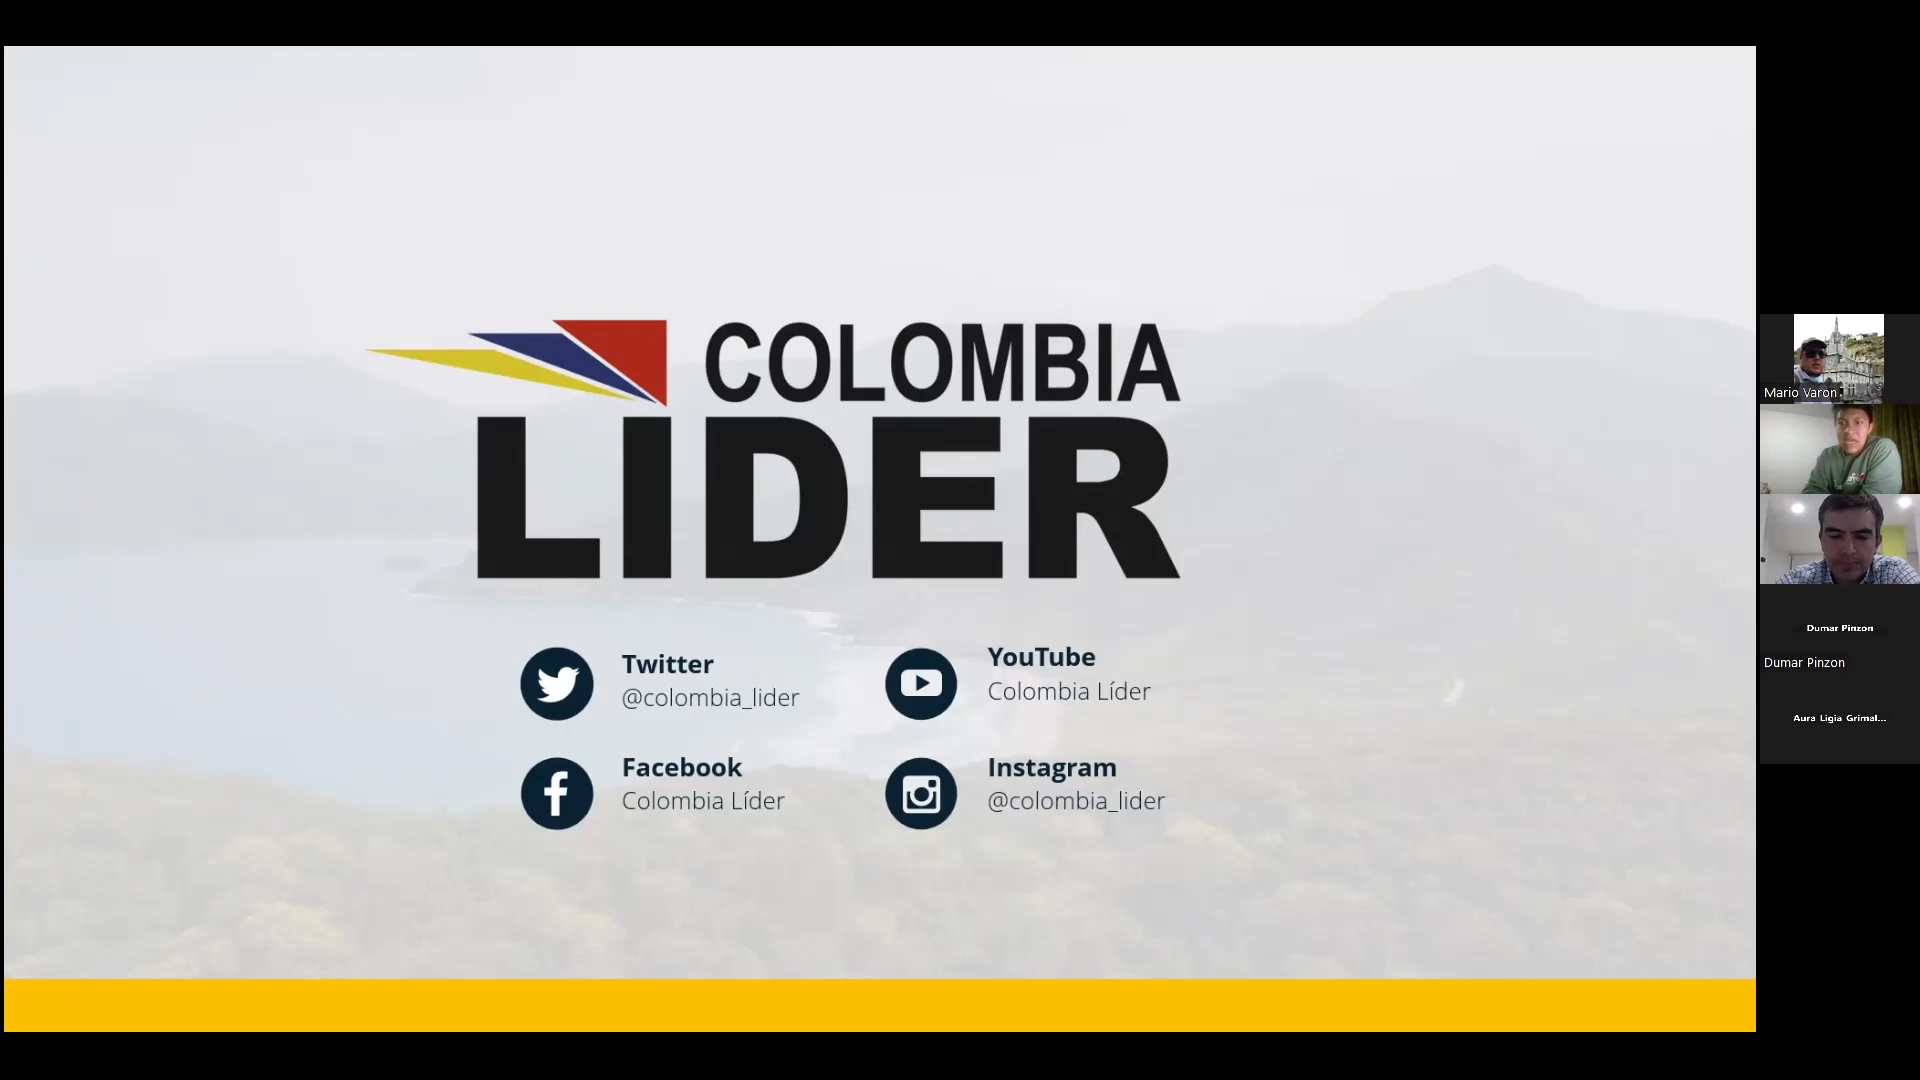 COLOMBIA
LIDER
Twitter
@colombia_lider
YouTube
Colombia Líder
Facebook
Colombia Líder
Instagram
@colombia_lider
Mario Varon
Dumar Pinzon
Dumar Pinzon
Aura Ligia Grimal...